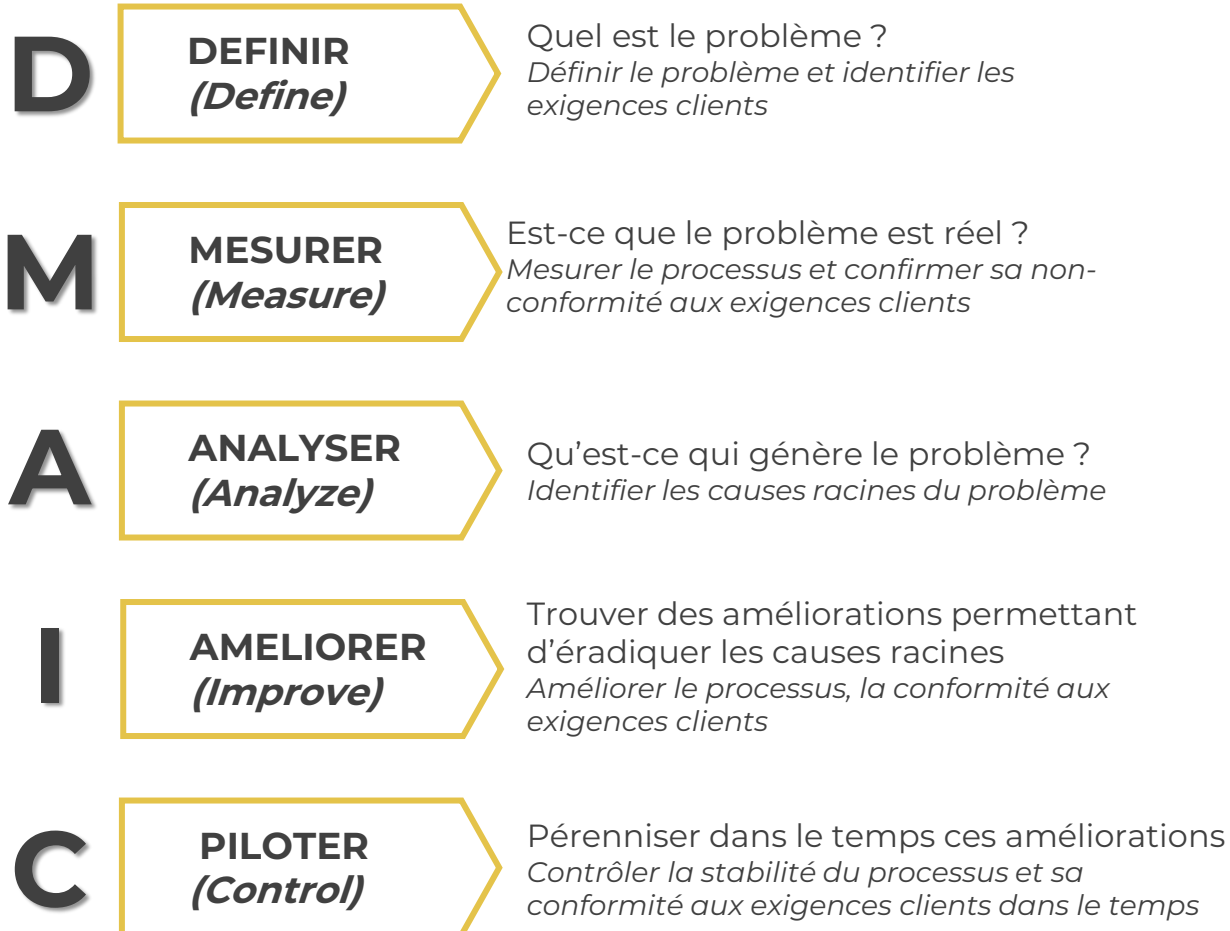 D
DEFINIR
(Define)
Quel est le problème ?
Définir le problème et identifier les
exigences clients
M
MESURER
(Measure)
Est-ce que le problème est réel ?
Mesurer le processus et confirmer sa non-
conformité aux exigences clients
A
ANALYSER
(Analyze)
Qu’est-ce qui génère le problème ?
Identifier les causes racines du problème
I
AMELIORER
(Improve)
Trouver des améliorations permettant
d’éradiquer les causes racines
Améliorer le processus, la conformité aux
exigences clients
C
PILOTER
(Control)
Pérenniser dans le temps ces améliorations
Contrôler la stabilité du processus et sa
conformité aux exigences clients dans le temps